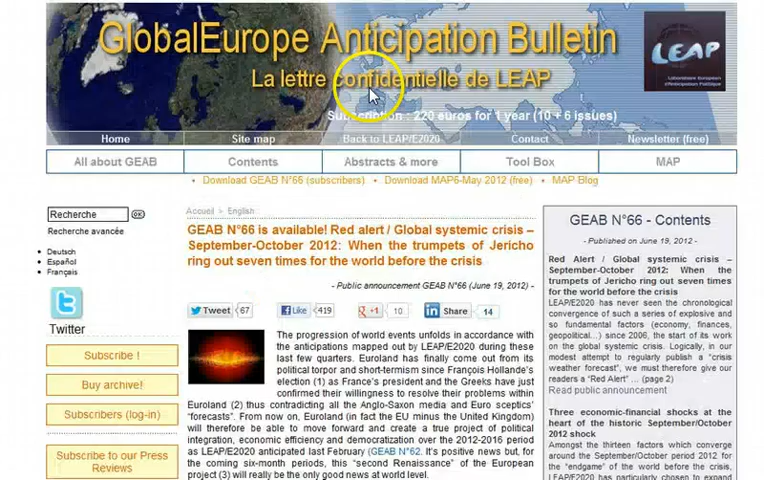 GlobalEurope Anticipation Bulletin
La lettre confidentielle de LEAP
LEAP
Laboratoire Européen
d'Anticipation Politique
Subscription : 220 euros for 1 year (10 + 6 issues)
Home Site map Back to LEAP/E2020 Contact Newsletter (free)
All about GEAB Contents Abstracts & more Tool Box MAP
• Download GEAB N°66 (subscribers) • Download MAP6-May 2012 (free) • MAP Blog
Recherche OK
Recherche avancée
Deutsch
Español
Français
Twitter
Subscribe !
Buy archive!
Subscribers (log-in)
Subscribe to our Press
Reviews
Accueil > English
GEAB N°66 is available! Red alert / Global systemic crisis –
September-October 2012: When the trumpets of Jericho
ring out seven times for the world before the crisis
- Public announcement GEAB N°66 (June 19, 2012) -
Tweet 67 Like 419 +1 10 Share 14
The progression of world events unfolds in accordance with
the anticipations mapped out by LEAP/E2020 during these
last few quarters. Euroland has finally come out from its
political torpor and short-termism since François Hollande's
election (1) as France's president and the Greeks have just
confirmed their willingness to resolve their problems within
Euroland (2) thus contradicting all the Anglo-Saxon media and Euro sceptics'
"forecasts". From now on, Euroland (in fact the EU minus the United Kingdom)
will therefore be able to move forward and create a true project of political
integration, economic efficiency and democratization over the 2012-2016 period
as LEAP/E2020 anticipated last February (GEAB N°62. It's positive news but, for
the coming six-month periods, this "second Renaissance" of the European
project (3) will really be the only good news at world level.
GEAB N°66 - Contents
- Published on June 19, 2012 -
Red Alert / Global systemic crisis –
September-October 2012: When the
trumpets of Jericho ring out seven times
for the world before the crisis
LEAP/E2020 has never seen the chronological
convergence of such a series of explosive and
so fundamental factors (economy, finances,
geopolitical…) since 2006, the start of its work
on the global systemic crisis. Logically, in our
modest attempt to regularly publish a "crisis
weather forecast", we must therefore give our
readers a "Red Alert" … (page 2)
Read public announcement
Three economic-financial shocks at the
heart of the historic September/October
2012 shock
Amongst the thirteen factors which converge
around the September/October period 2012 for
the "endgame" of the world before the crisis,
LEAP/E2020 has particularly chosen to expand